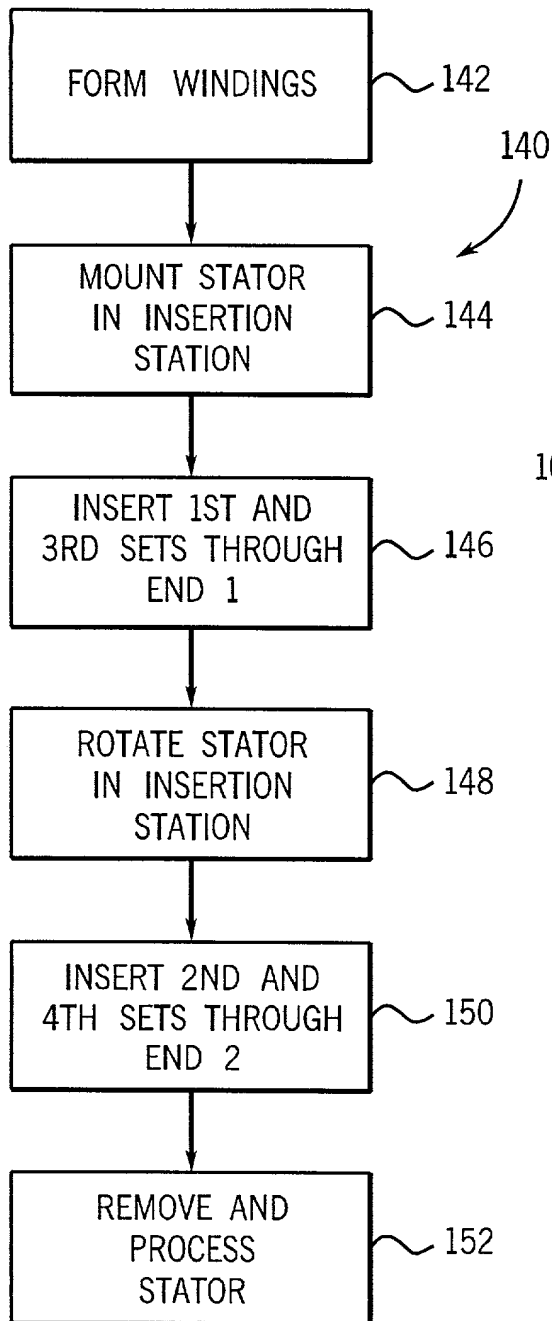 FORM WINDINGS
142
140
MOUNT STATOR
IN INSERTION
STATION
144
INSERT 1ST AND
3RD SETS THROUGH
END 1
146
ROTATE STATOR
IN INSERTION
STATION
148
INSERT 2ND AND
4TH SETS THROUGH
END 2
150
REMOVE AND
PROCESS
STATOR
152